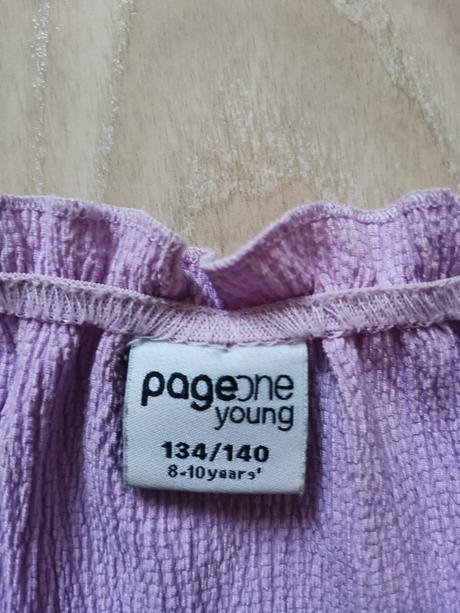 pageone
young
134/140
8-10 years'